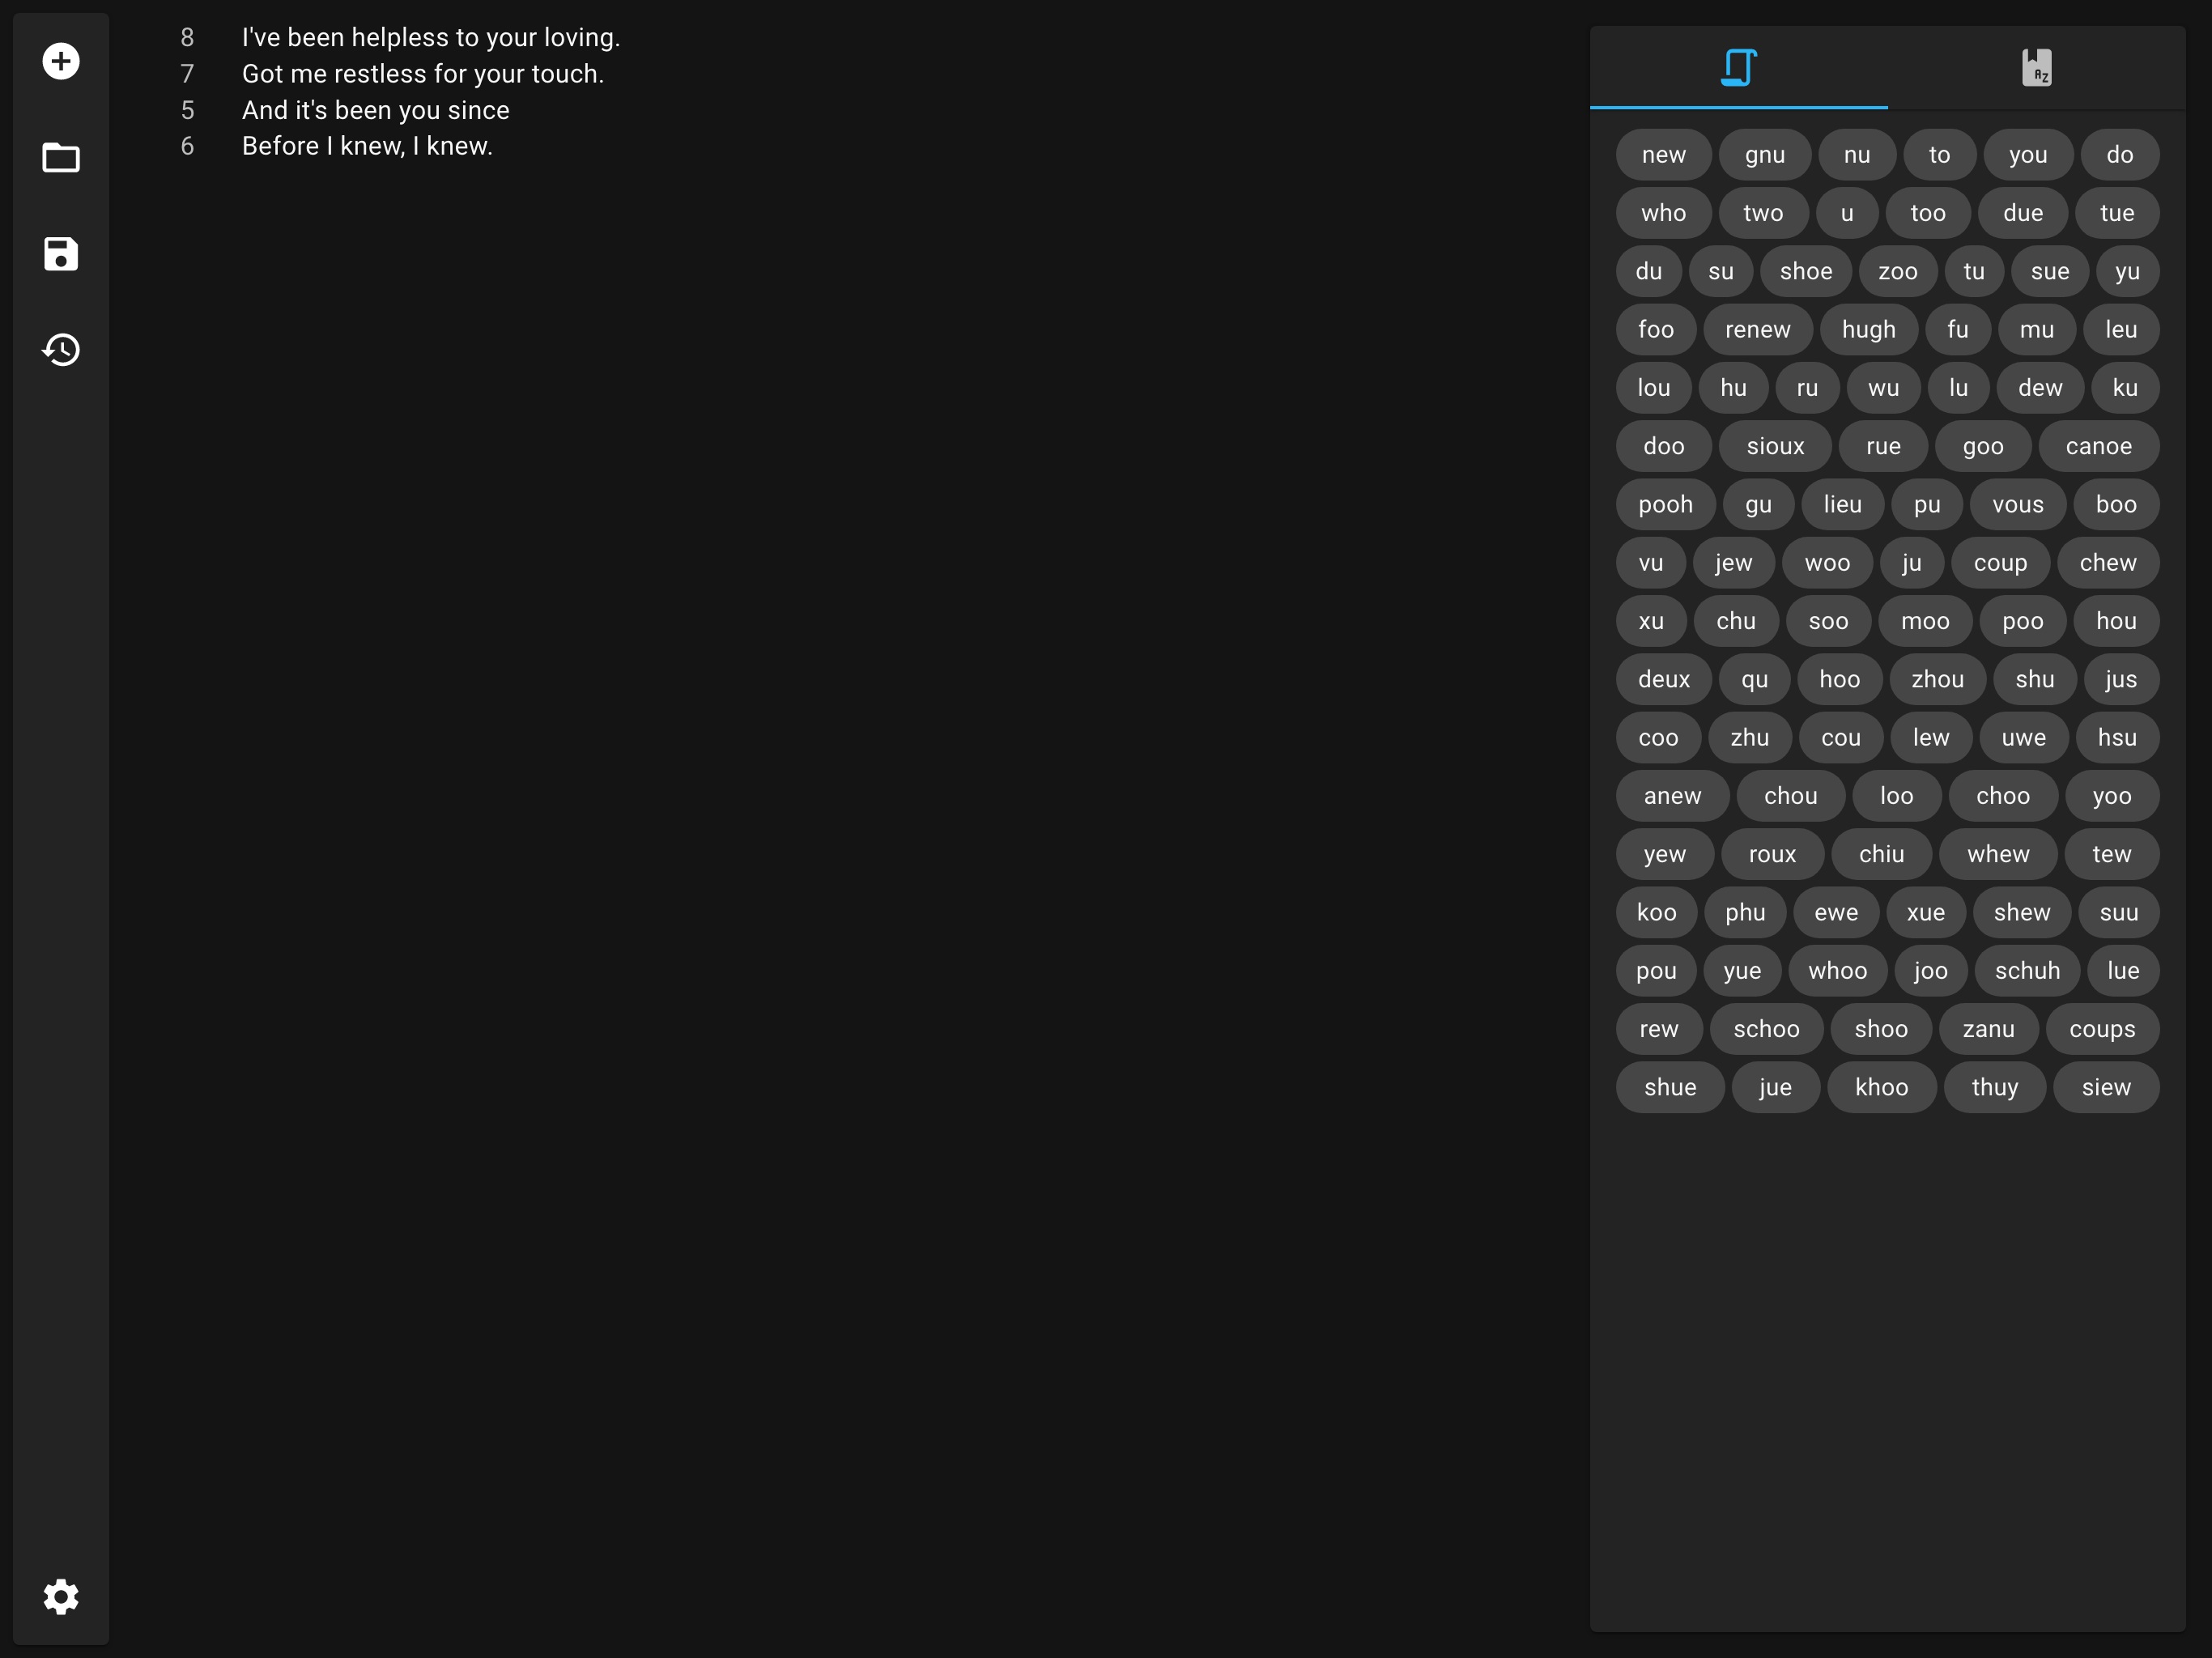 8 I've been helpless to your loving.
7 Got me restless for your touch.
5 And it's been you since
6 Before I knew, I knew.
A Z
new gnu nu to you do
who two u too due tue
du su shoe zoo tu sue yu
foo renew hugh fu mu leu
lou hu ru wu lu dew ku
doo sioux rue goo canoe
pooh gu lieu pu vous boo
vu jew woo ju coup chew
xu chu soo moo poo hou
deux qu hoo zhou shu jus
coo zhu cou lew uwe hsu
anew chou loo choo yoo
yew roux chiu whew tew
koo phu ewe xue shew suu
pou yue whoo joo schuh lue
rew schoo shoo zanu coups
shue jue khoo thuy siew